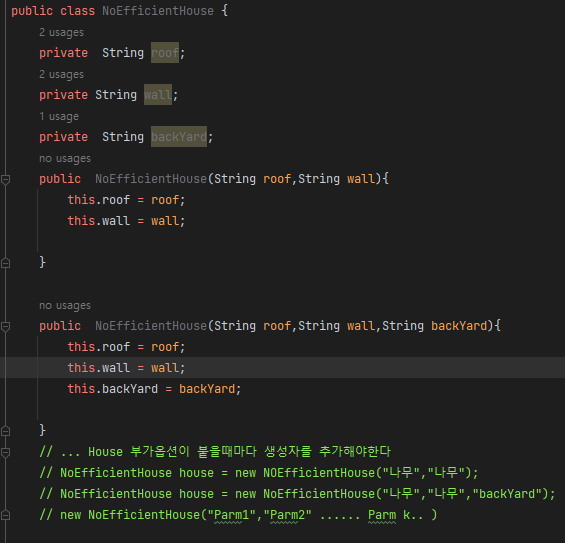 public class NoEfficientHouse {
2 usages
private  String roof;
2 usages
private String wall;
1 usage
private  String backYard;
no usages
public  NoEfficientHouse(String roof,String wall){
this.roof = roof;
this.wall = wall;
}
no usages
public  NoEfficientHouse(String roof,String wall,String backYard){
this.roof = roof;
this.wall = wall;
this.backYard = backYard;
}
// ... House 부가옵션이 붙을때마다 생성자를 추가해야한다
// NoEfficientHouse house = new NOEfficientHouse("나무","나무");
// NoEfficientHouse house = new NoEfficientHouse("나무","나무","backYard");
// new NoEfficientHouse("Parm1","Parm2" ...... Parm k.. )